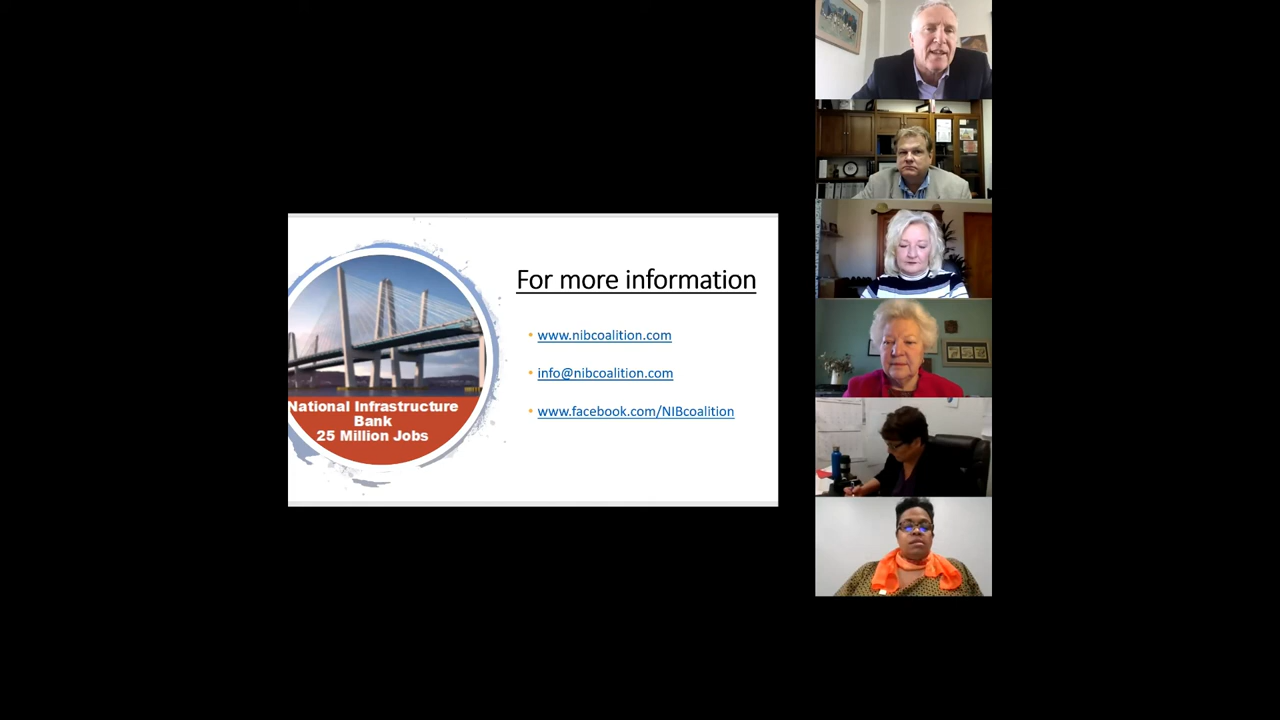 For more information
• www.nibcoalition.com
• info@nibcoalition.com
• www.facebook.com/NIBcoalition
National Infrastructure
Bank
25 Million Jobs